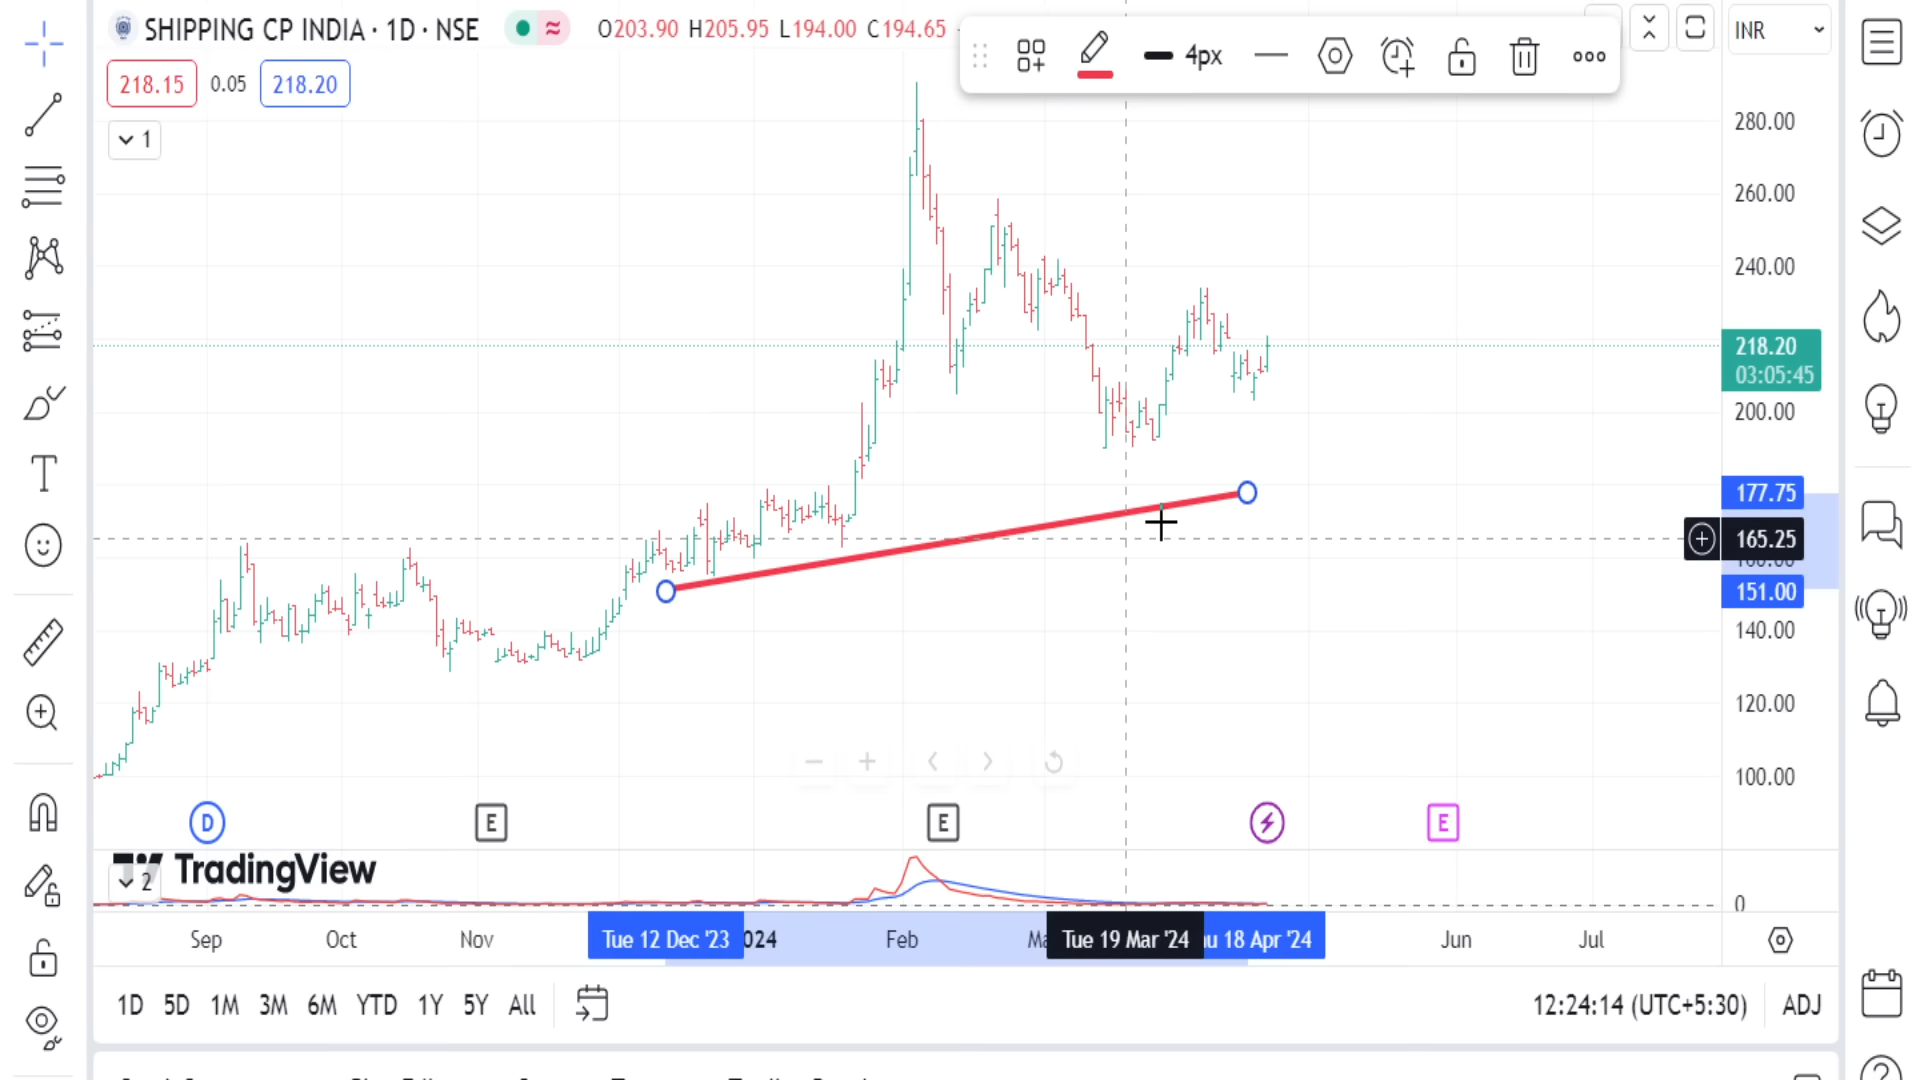 SHIPPING CP INDIA · 1D · NSE
O203.90 H205.95 L194.00 C194.65
4px
INR
218.15 0.05 218.20
1
280.00
260.00
240.00
218.20
03:05:45
200.00
177.75
165.25
151.00
140.00
120.00
100.00
D E E E
TradingView
2
0
Sep Oct Nov Tue 12 Dec '23 024 Feb Ma Tue 19 Mar '24 u 18 Apr '24 Jun Jul
1D 5D 1M 3M 6M YTD 1Y 5Y All
12:24:14 (UTC+5:30) ADJ